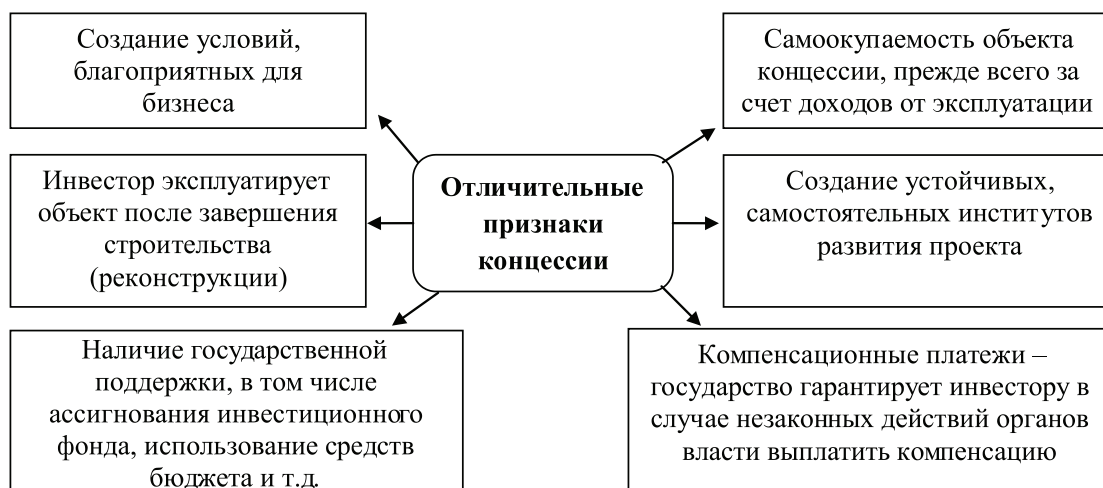 Создание условий,
благоприятных для
бизнеса
Самоокупаемость объекта
концессии, прежде всего за
счет доходов от эксплуатации
Инвестор эксплуатирует
объект после завершения
строительства
(реконструкции)
Отличительные
признаки
концессии
Создание устойчивых,
самостоятельных институтов
развития проекта
Наличие государственной
поддержки, в том числе
ассигнования инвестиционного
фонда, использование средств
бюджета и т.д.
Компенсационные платежи –
государство гарантирует инвестору в
случае незаконных действий органов
власти выплатить компенсацию